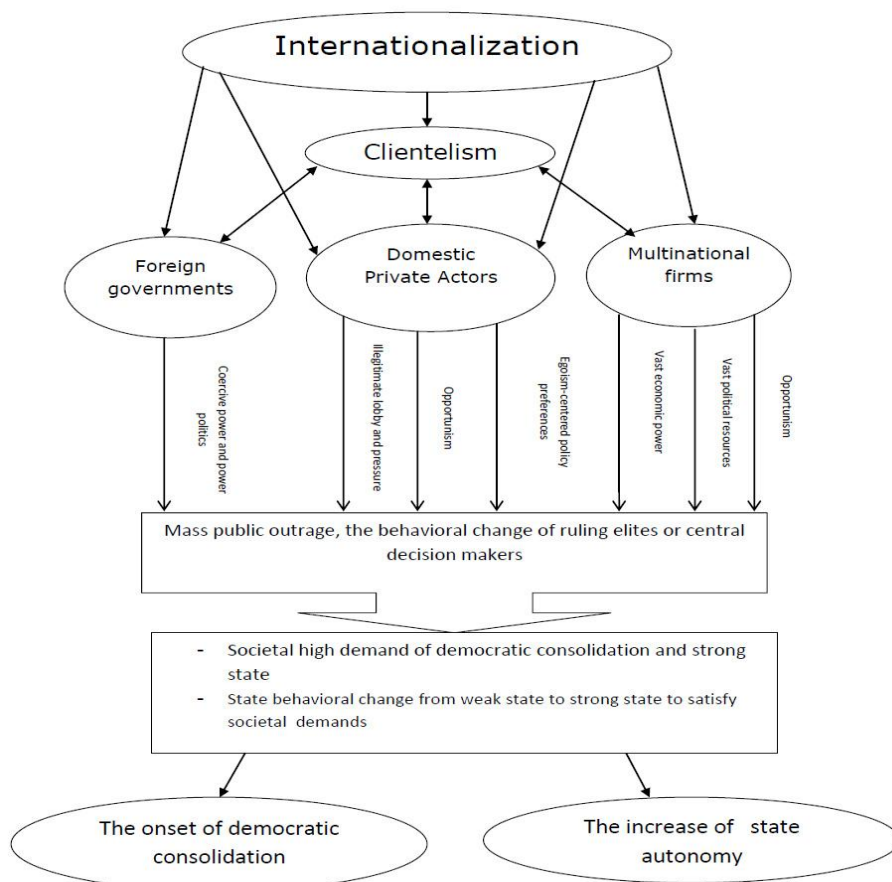 Internationalization
Clientelism
Foreign
governments
Domestic
Private Actors
Multinational
firms
Coercive power and power
politics
Illegitimate lobby and pressure
Opportunism
Egoism-centered policy
preferences
Vast economic power
Vast political resources
Opportunism
Mass public outrage, the behavioral change of ruling elites or central
decision makers
- Societal high demand of democratic consolidation and strong
state
- State behavioral change from weak state to strong state to satisfy
societal demands
The onset of democratic
consolidation
The increase of state
autonomy